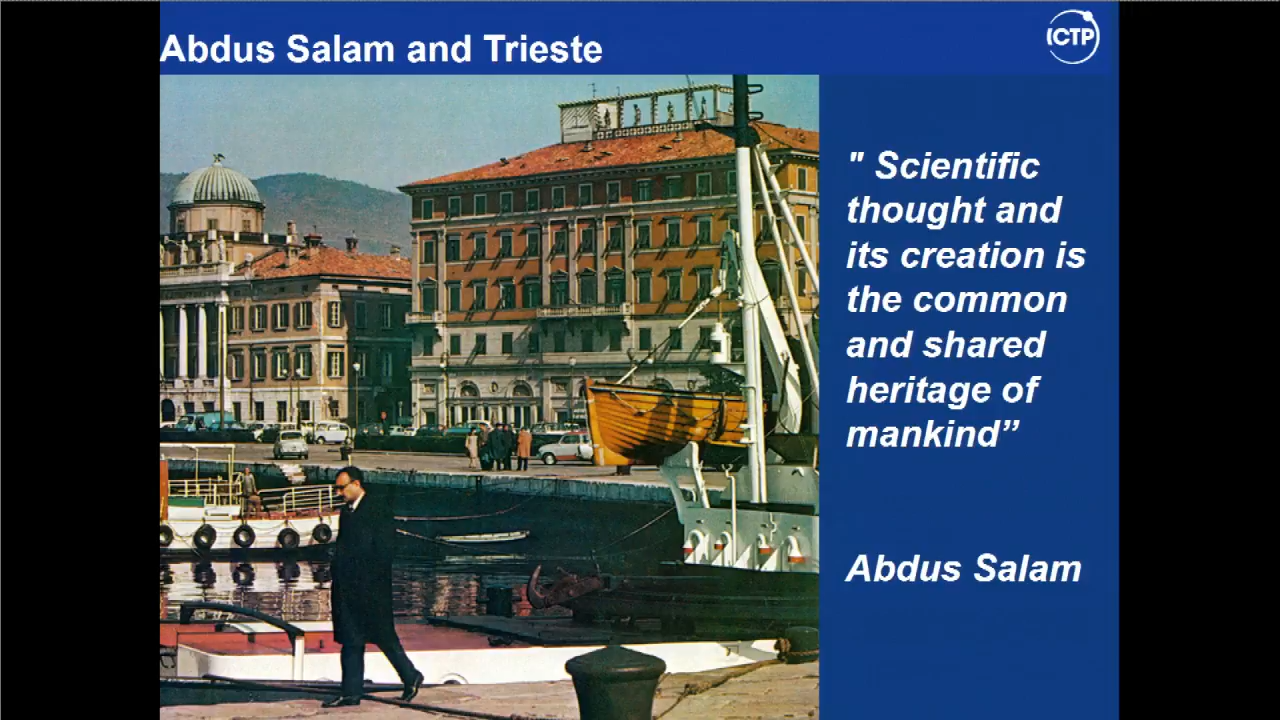 Abdus Salam and Trieste
ICTP
" Scientific
thought and
its creation is
the common
and shared
heritage of
mankind”
Abdus Salam